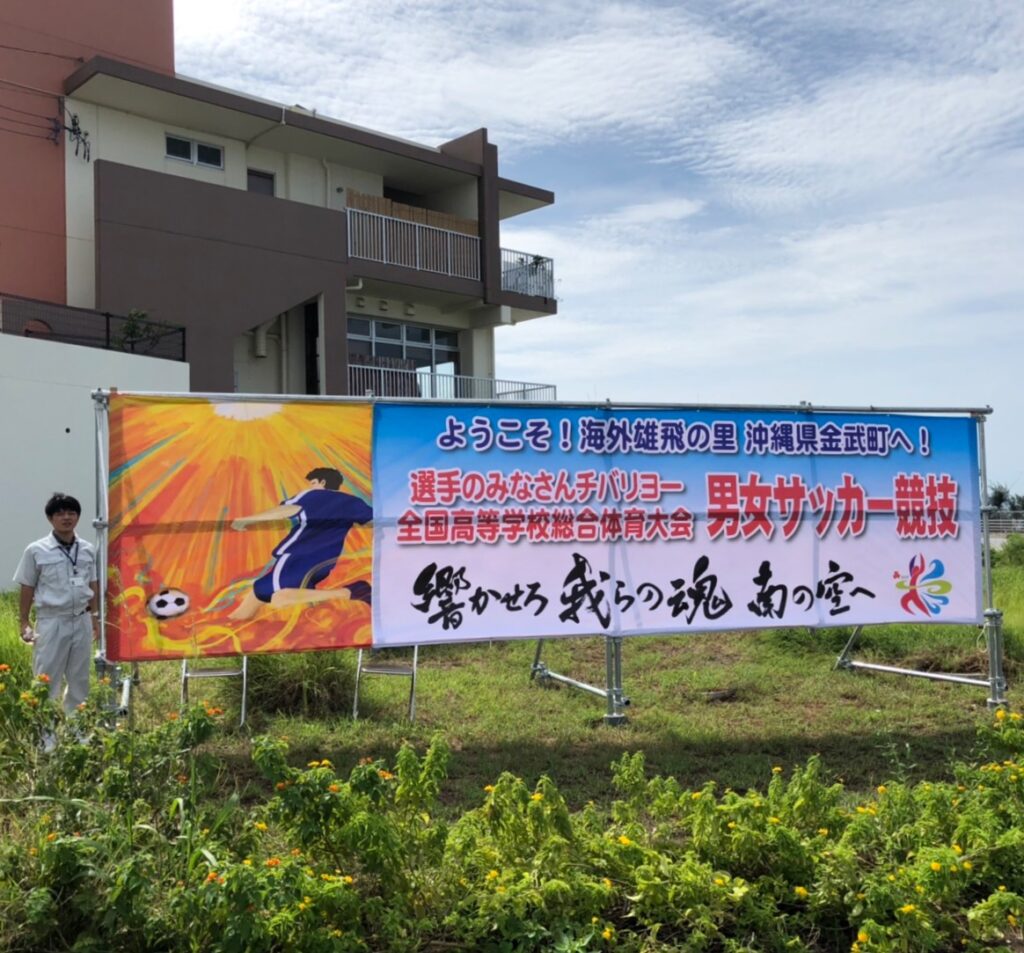 ようこそ！海外雄飛の里 沖縄県金武町へ！
選手のみなさんチバリヨー
全国高等学校総合体育大会 男女サッカー競技
響かせろ 我らの魂 南の空へ